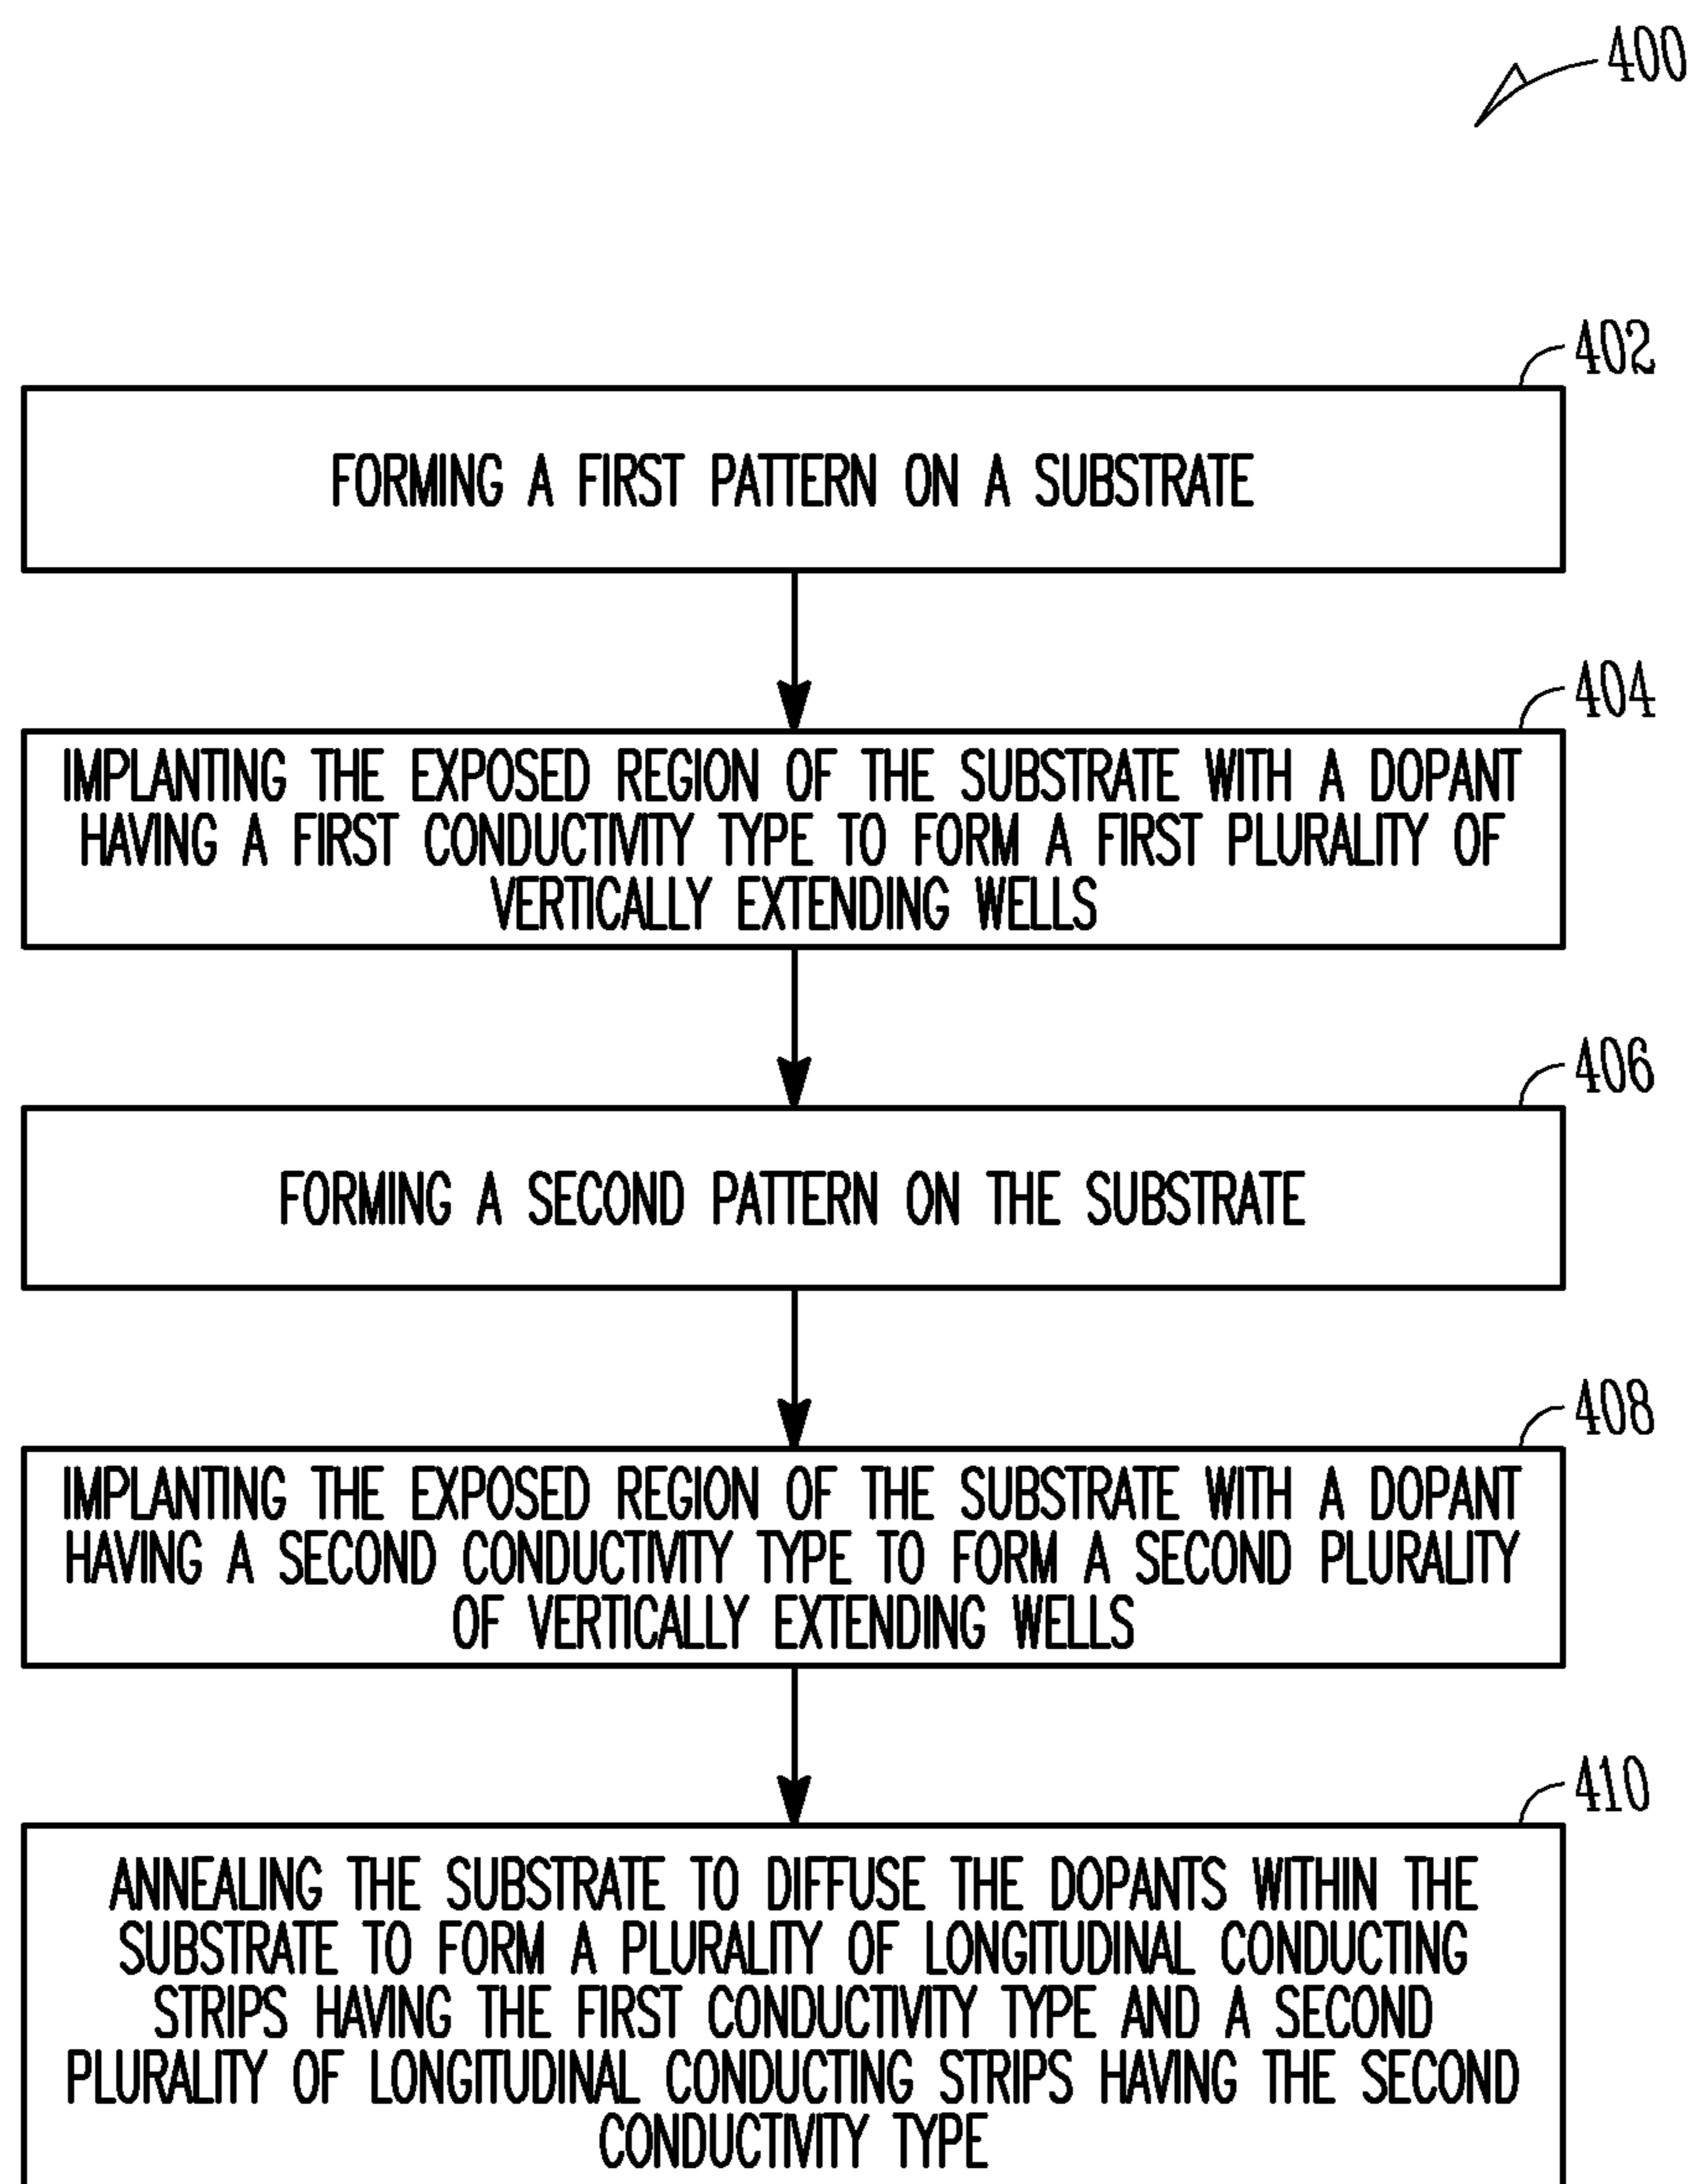 400
402
FORMING A FIRST PATTERN ON A SUBSTRATE
404
IMPLANTING THE EXPOSED REGION OF THE SUBSTRATE WITH A DOPANT
HAVING A FIRST CONDUCTIVITY TYPE TO FORM A FIRST PLURALITY OF
VERTICALLY EXTENDING WELLS
406
FORMING A SECOND PATTERN ON THE SUBSTRATE
408
IMPLANTING THE EXPOSED REGION OF THE SUBSTRATE WITH A DOPANT
HAVING A SECOND CONDUCTIVITY TYPE TO FORM A SECOND PLURALITY
OF VERTICALLY EXTENDING WELLS
410
ANNEALING THE SUBSTRATE TO DIFFUSE THE DOPANTS WITHIN THE
SUBSTRATE TO FORM A PLURALITY OF LONGITUDINAL CONDUCTING
STRIPS HAVING THE FIRST CONDUCTIVITY TYPE AND A SECOND
PLURALITY OF LONGITUDINAL CONDUCTING STRIPS HAVING THE SECOND
CONDUCTIVITY TYPE